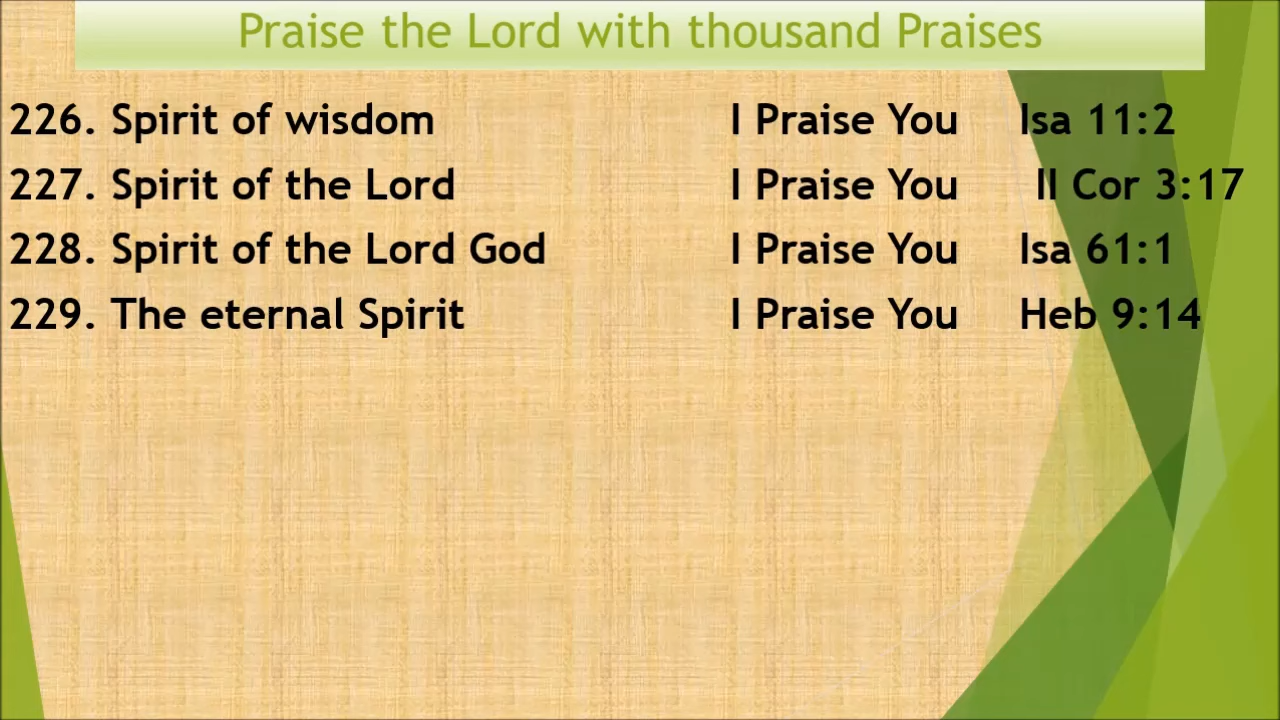 Praise the Lord with thousand Praises
226. Spirit of wisdom I Praise You Isa 11:2
227. Spirit of the Lord I Praise You II Cor 3:17
228. Spirit of the Lord God I Praise You Isa 61:1
229. The eternal Spirit I Praise You Heb 9:14